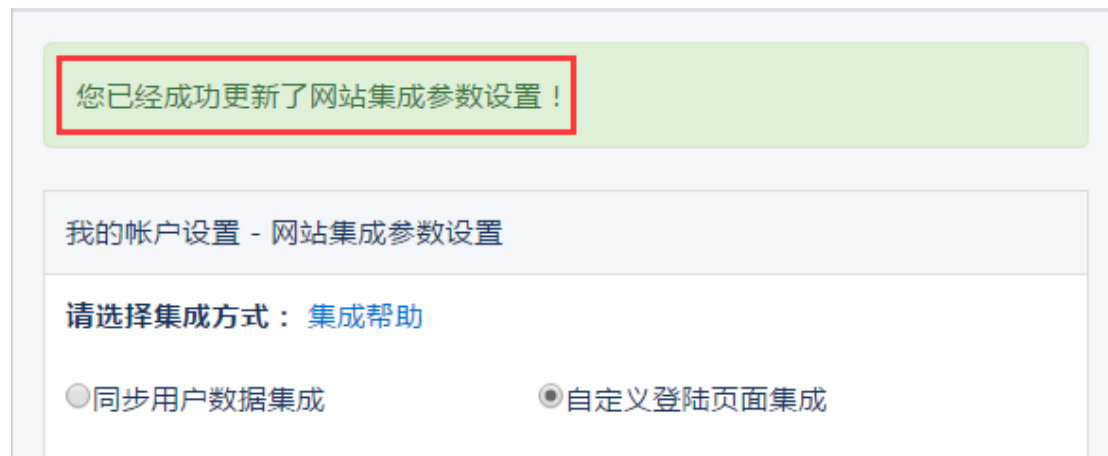 您已经成功更新了网站集成参数设置！
我的帐户设置 - 网站集成参数设置
请选择集成方式： 集成帮助
同步用户数据集成 自定义登陆页面集成